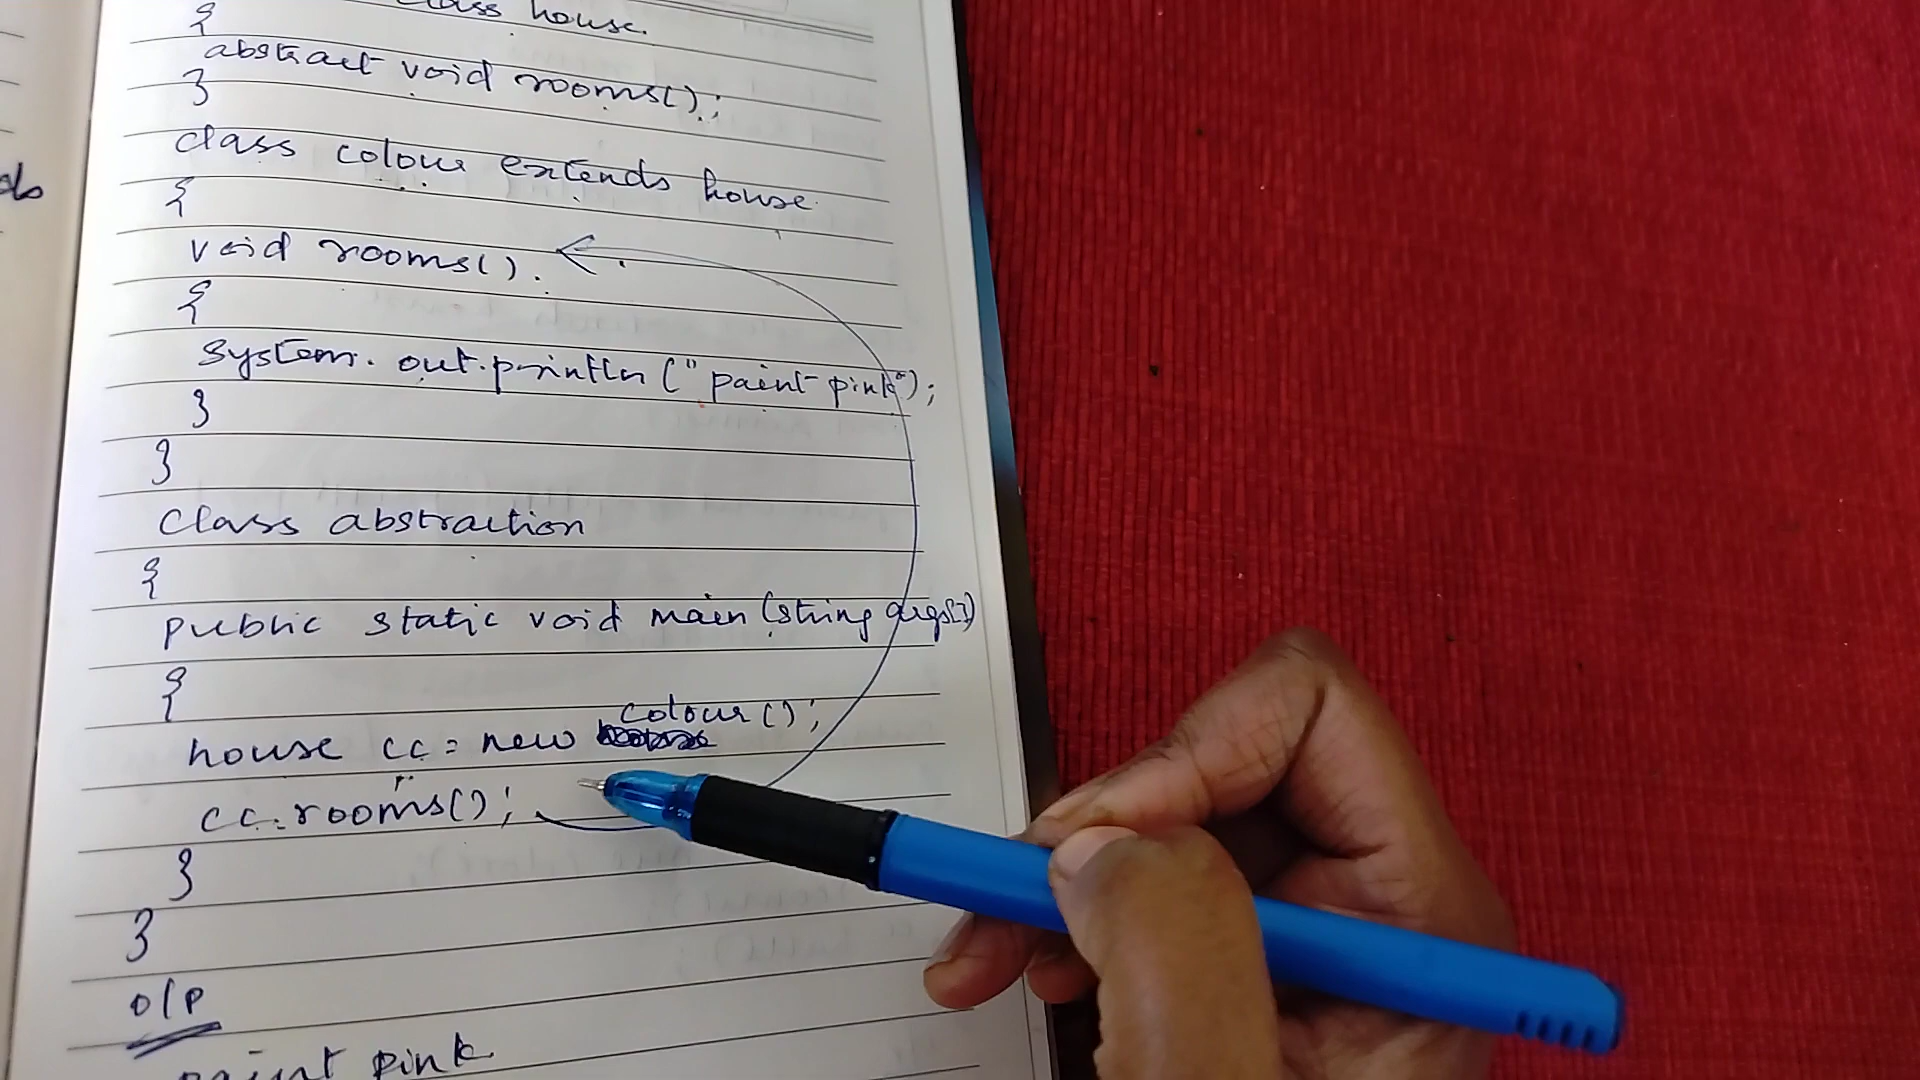 class house.
{
abstract void rooms();
}
class colour extends house
{
void rooms().
{
system.out.println("paint pink");
}
}
class abstraction
{
public static void main(string args[])
{
house cc = new colour();
cc.rooms();
}
}
o/p
paint pink